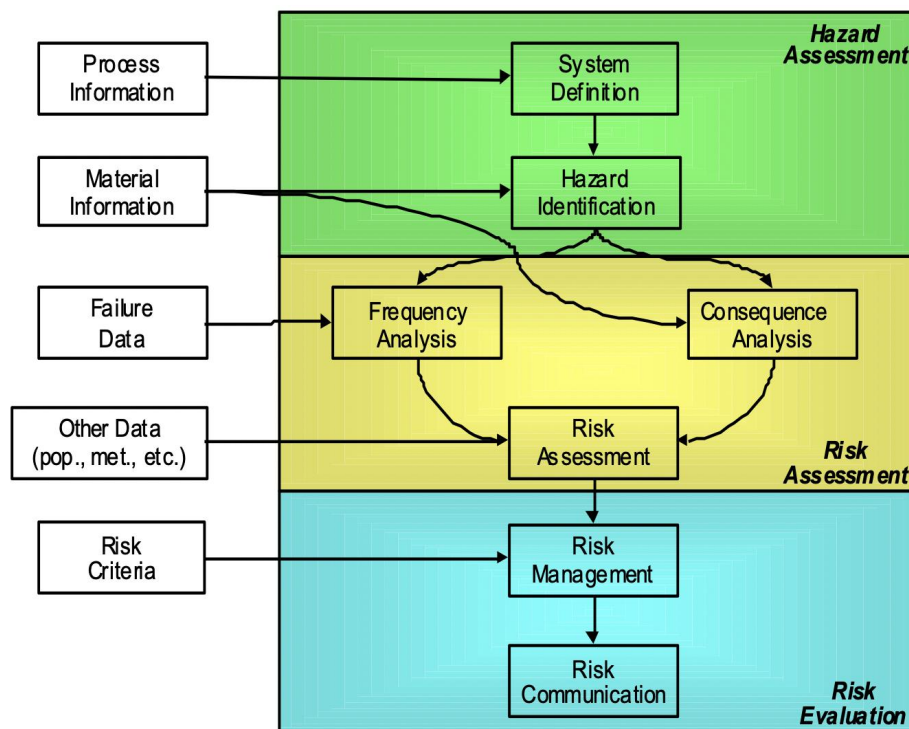 Hazard
Assessment
Process
Information
System
Definition
Material
Information
Hazard
Identification
Failure
Data
Frequency
Analysis
Consequence
Analysis
Other Data
(pop., met., etc.)
Risk
Assessment
Risk
Assessment
Risk
Criteria
Risk
Management
Risk
Communication
Risk
Evaluation